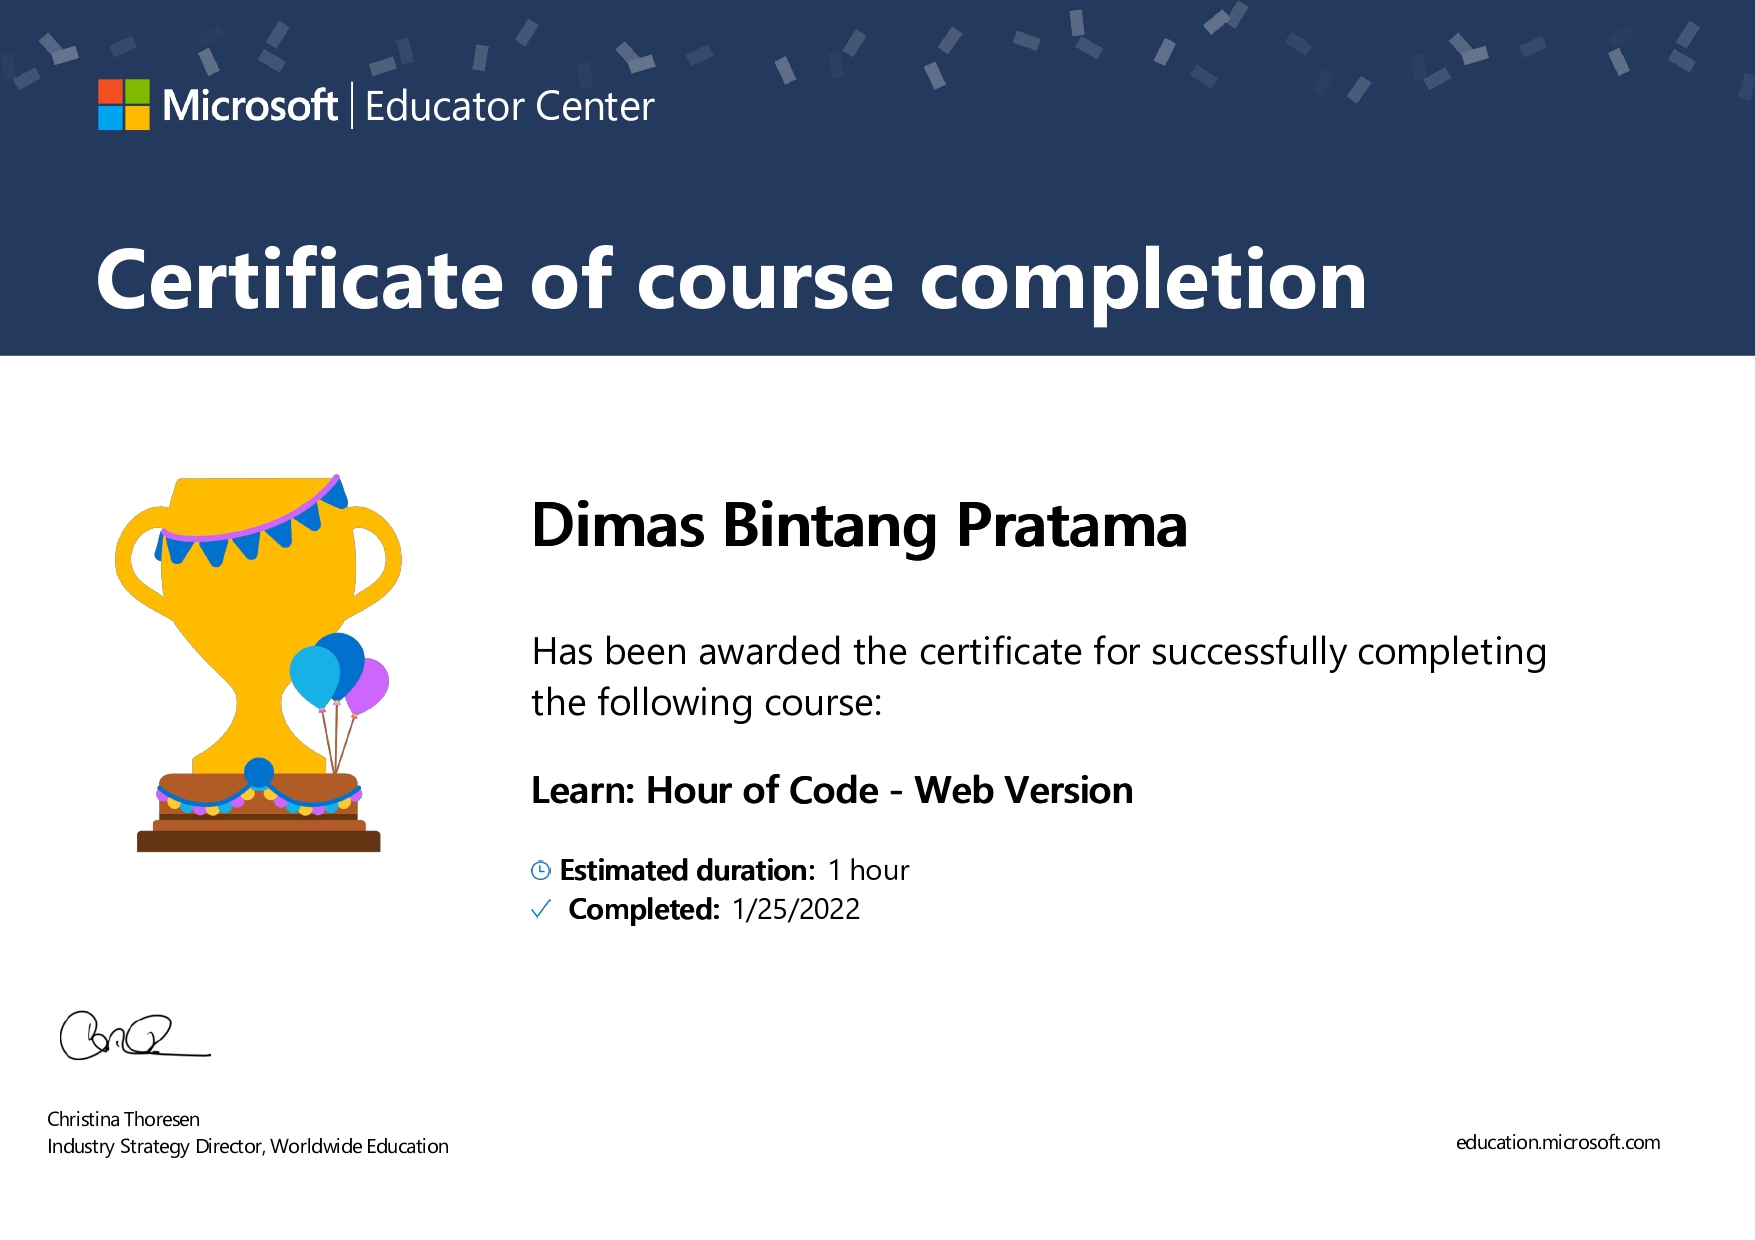 Microsoft | Educator Center
Certificate of course completion
Dimas Bintang Pratama
Has been awarded the certificate for successfully completing
the following course:
Learn: Hour of Code - Web Version
Estimated duration: 1 hour
Completed: 1/25/2022
Christina Thoresen
Industry Strategy Director, Worldwide Education
education.microsoft.com